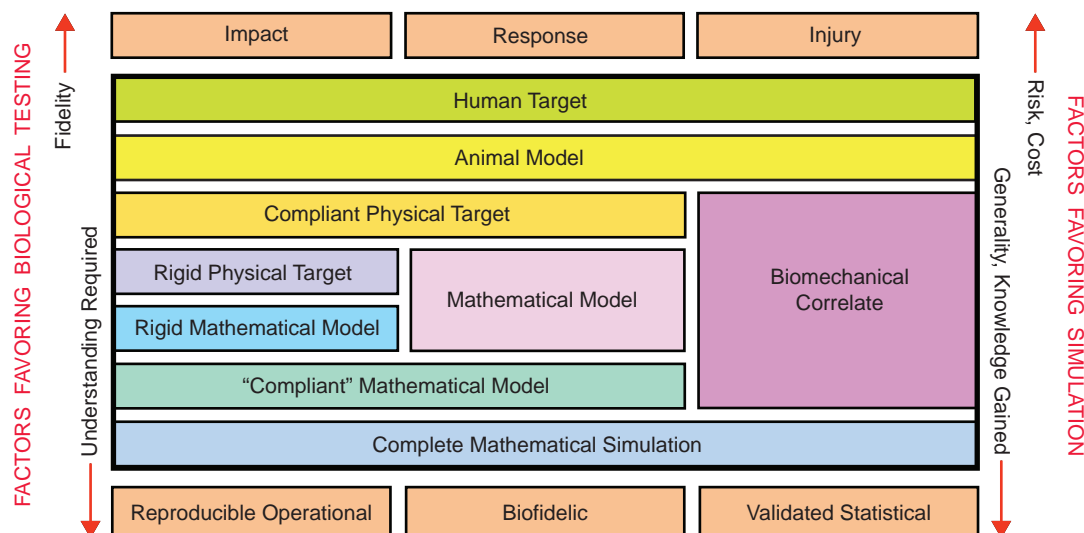 Impact
Response
Injury
FACTORS FAVORING BIOLOGICAL TESTING
Fidelity
Understanding Required
Human Target
Animal Model
Compliant Physical Target
Rigid Physical Target
Rigid Mathematical Model
Mathematical Model
Biomechanical
Correlate
“Compliant” Mathematical Model
Complete Mathematical Simulation
Risk, Cost
Generality, Knowledge Gained
FACTORS FAVORING SIMULATION
Reproducible Operational
Biofidelic
Validated Statistical